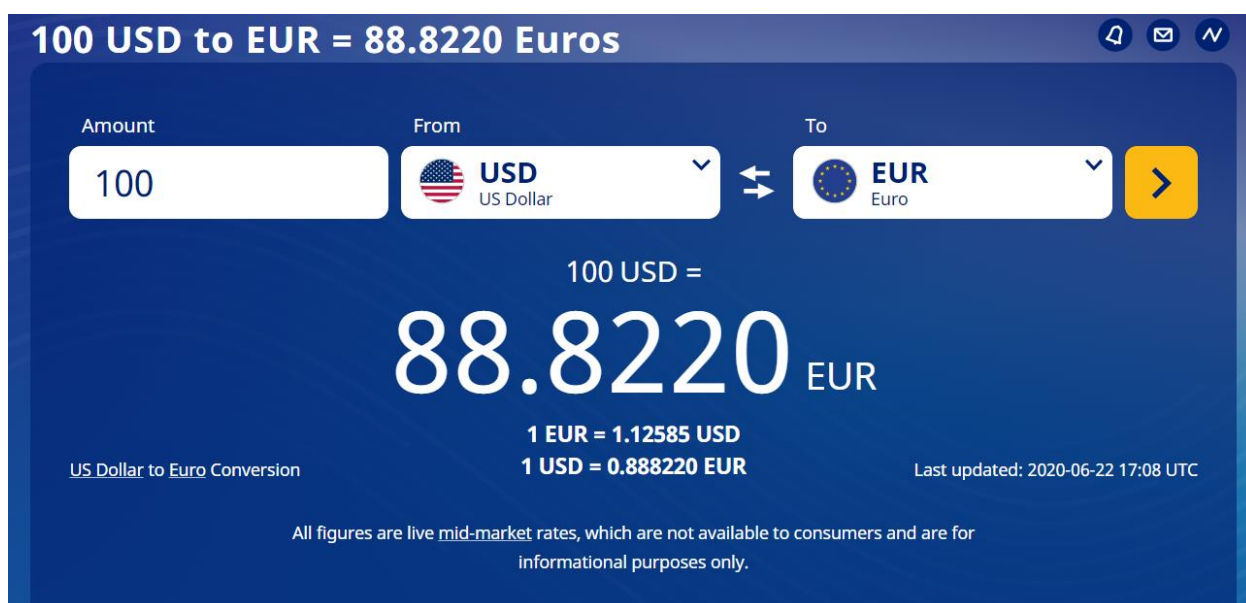 100 USD to EUR = 88.8220 Euros
Amount
From
To
100
USD
US Dollar
EUR
Euro
100 USD =
88.8220 EUR
1 EUR = 1.12585 USD
1 USD = 0.888220 EUR
US Dollar to Euro Conversion
Last updated: 2020-06-22 17:08 UTC
All figures are live mid-market rates, which are not available to consumers and are for
informational purposes only.